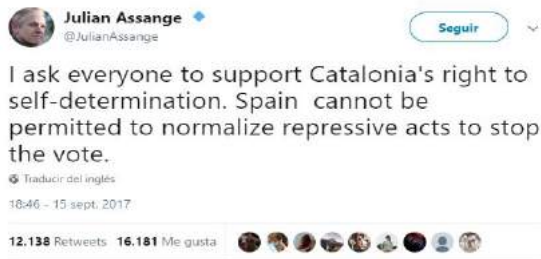 Julian Assange
@JulianAssange
Seguir
I ask everyone to support Catalonia's right to
self-determination. Spain cannot be
permitted to normalize repressive acts to stop
the vote.
Traducir del inglés
18:46 - 15 sept. 2017
12.138 Retweets 16.181 Me gusta